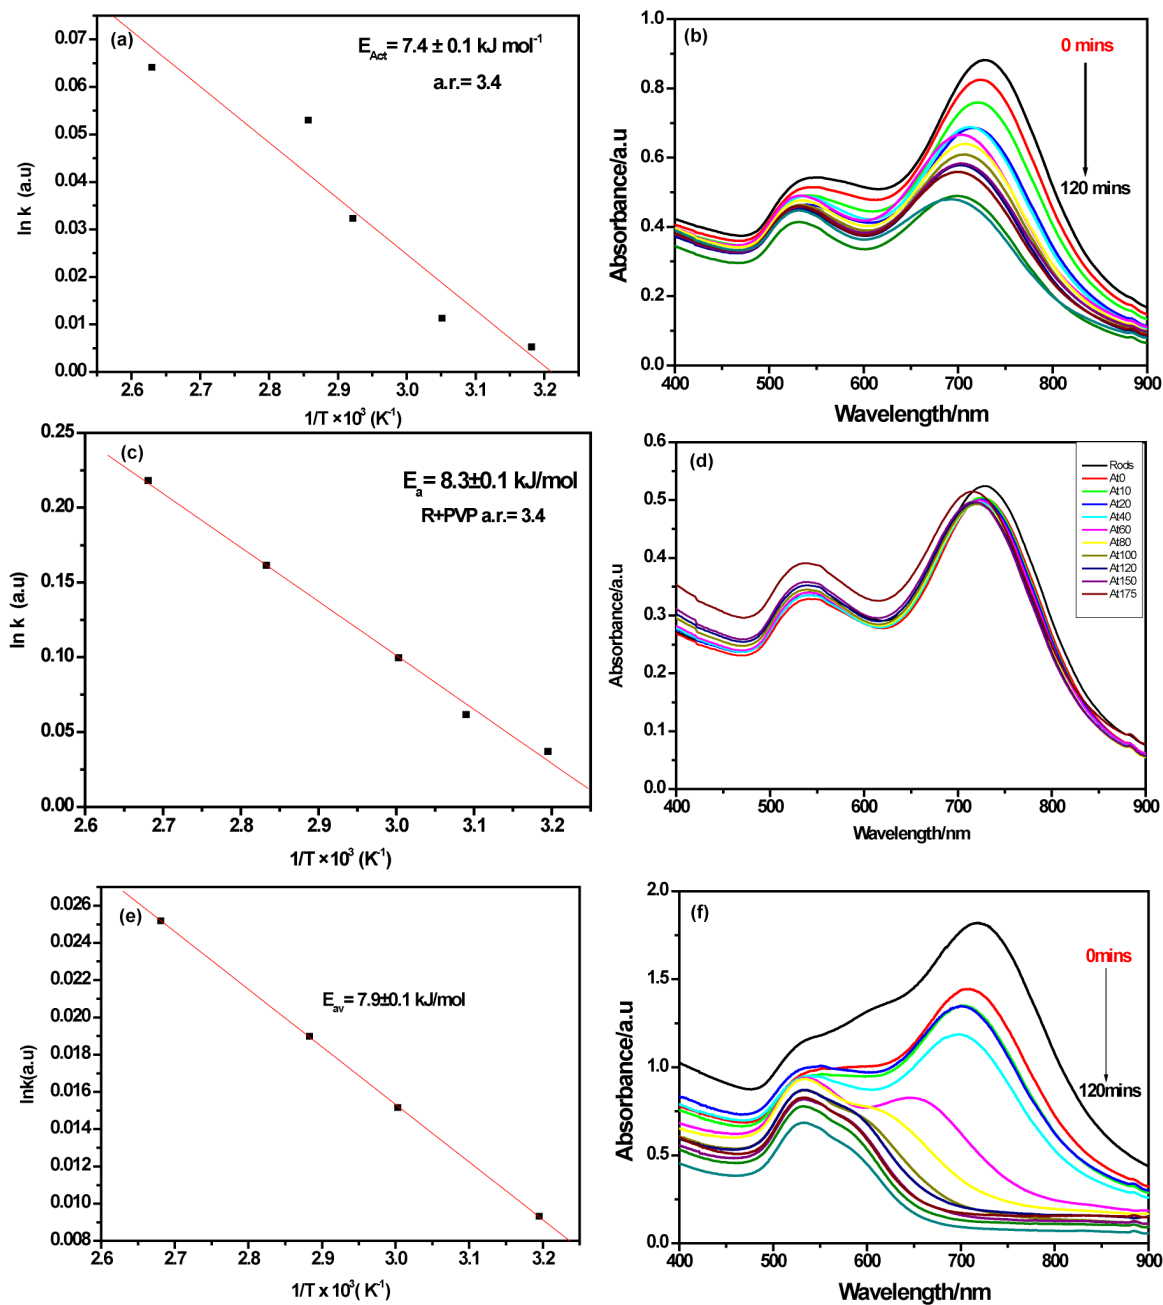 (a)
E_Act = 7.4 ± 0.1 kJ mol⁻¹
a.r.= 3.4
ln k (a.u)
0.07
0.06
0.05
0.04
0.03
0.02
0.01
0.00
2.6 2.7 2.8 2.9 3.0 3.1 3.2
1/T ×10³ (K⁻¹)
(b)
0 mins
120 mins
Absorbance/a.u
1.0
0.8
0.6
0.4
0.2
0.0
400 500 600 700 800 900
Wavelength/nm
(c)
E_a = 8.3±0.1 kJ/mol
R+PVP a.r.= 3.4
ln k (a.u)
0.25
0.20
0.15
0.10
0.05
0.00
2.6 2.7 2.8 2.9 3.0 3.1 3.2
1/T ×10³ (K⁻¹)
(d)
Rods
At0
At10
At20
At40
At60
At80
At100
At120
At150
At175
Absorbance/a.u
0.6
0.5
0.4
0.3
0.2
0.1
0.0
400 500 600 700 800 900
Wavelength/nm
(e)
E_av = 7.9±0.1 kJ/mol
lnk(a.u)
0.026
0.024
0.022
0.020
0.018
0.016
0.014
0.012
0.010
0.008
2.6 2.7 2.8 2.9 3.0 3.1 3.2
1/T x 10³( K⁻¹)
(f)
0mins
120mins
Absorbance/a.u
2.0
1.5
1.0
0.5
0.0
400 500 600 700 800 900
Wavelength/nm